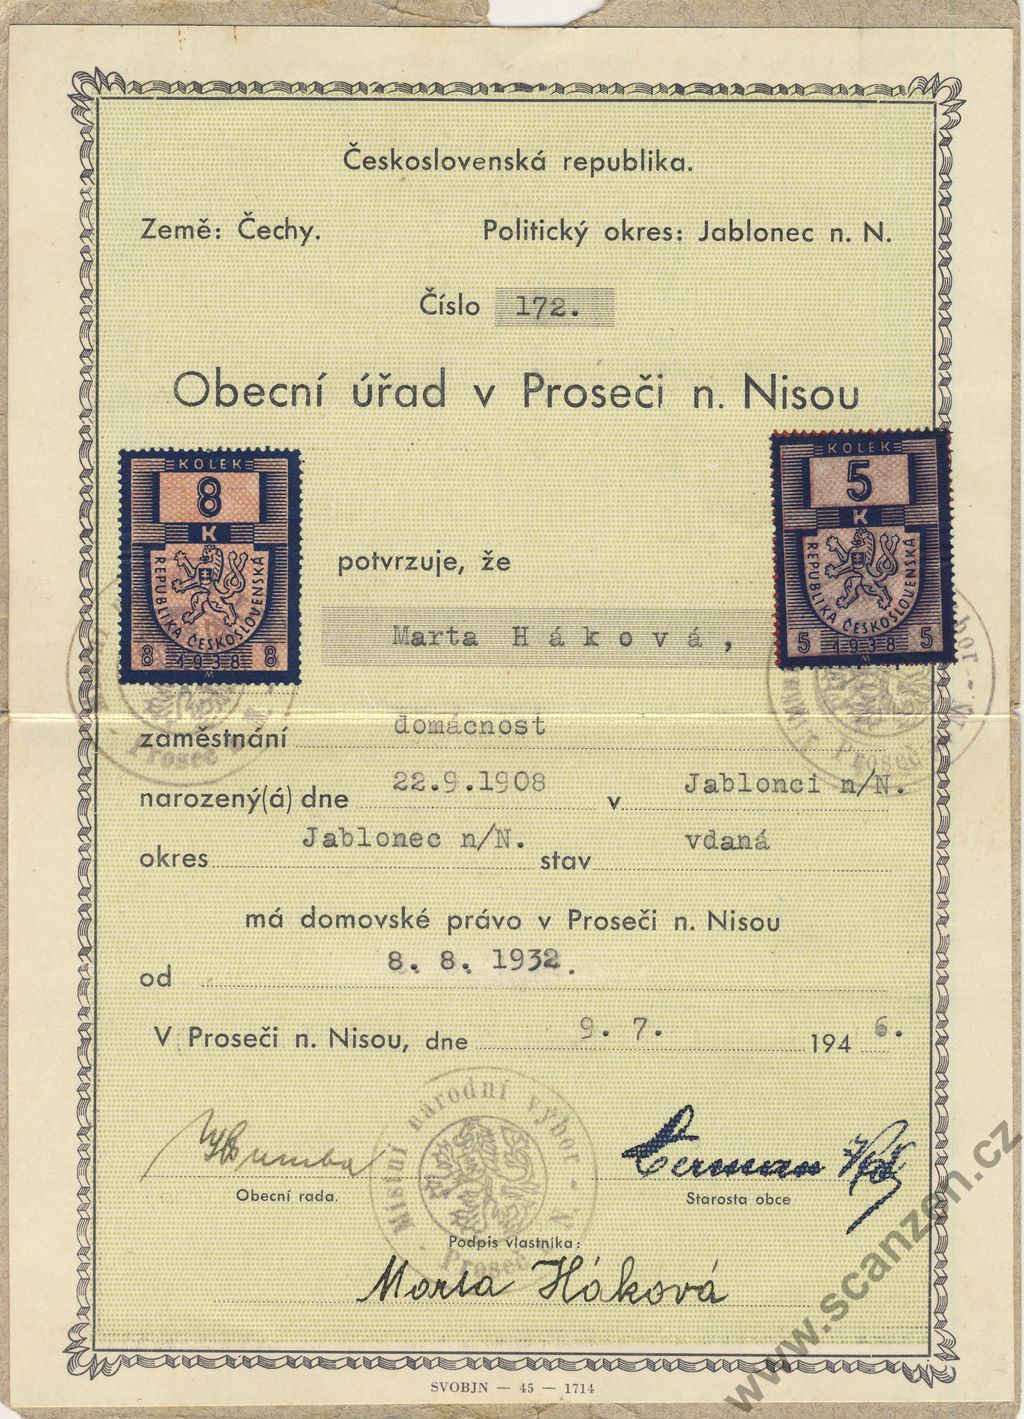 Československá republika.
Země: Čechy. Politický okres: Jablonec n. N.
Číslo 172.
Obecní úřad v Proseči n. Nisou
KOLEK KOLEK
8 5
K K
REPUBLIKA ČESKOSLOVENSKÁ REPUBLIKA ČESKOSLOVENSKÁ
8 1938 8 5 1938 5
M M
potvrzuje, že
Marta Háková,
zaměstnání domácnost
narozený(á) dne 22.9.1908 v Jablonci n/N.
okres Jablonec n/N. stav vdaná
má domovské právo v Proseči n. Nisou
od 8. 8. 1932.
V Proseči n. Nisou, dne 9. 7. 1946.
Místní národní výbor
Proseč N.
Obecní rada. Starosta obce
Podpis vlastníka:
Marta Háková
SVOBJN — 45 — 1714
www.scanzen.cz